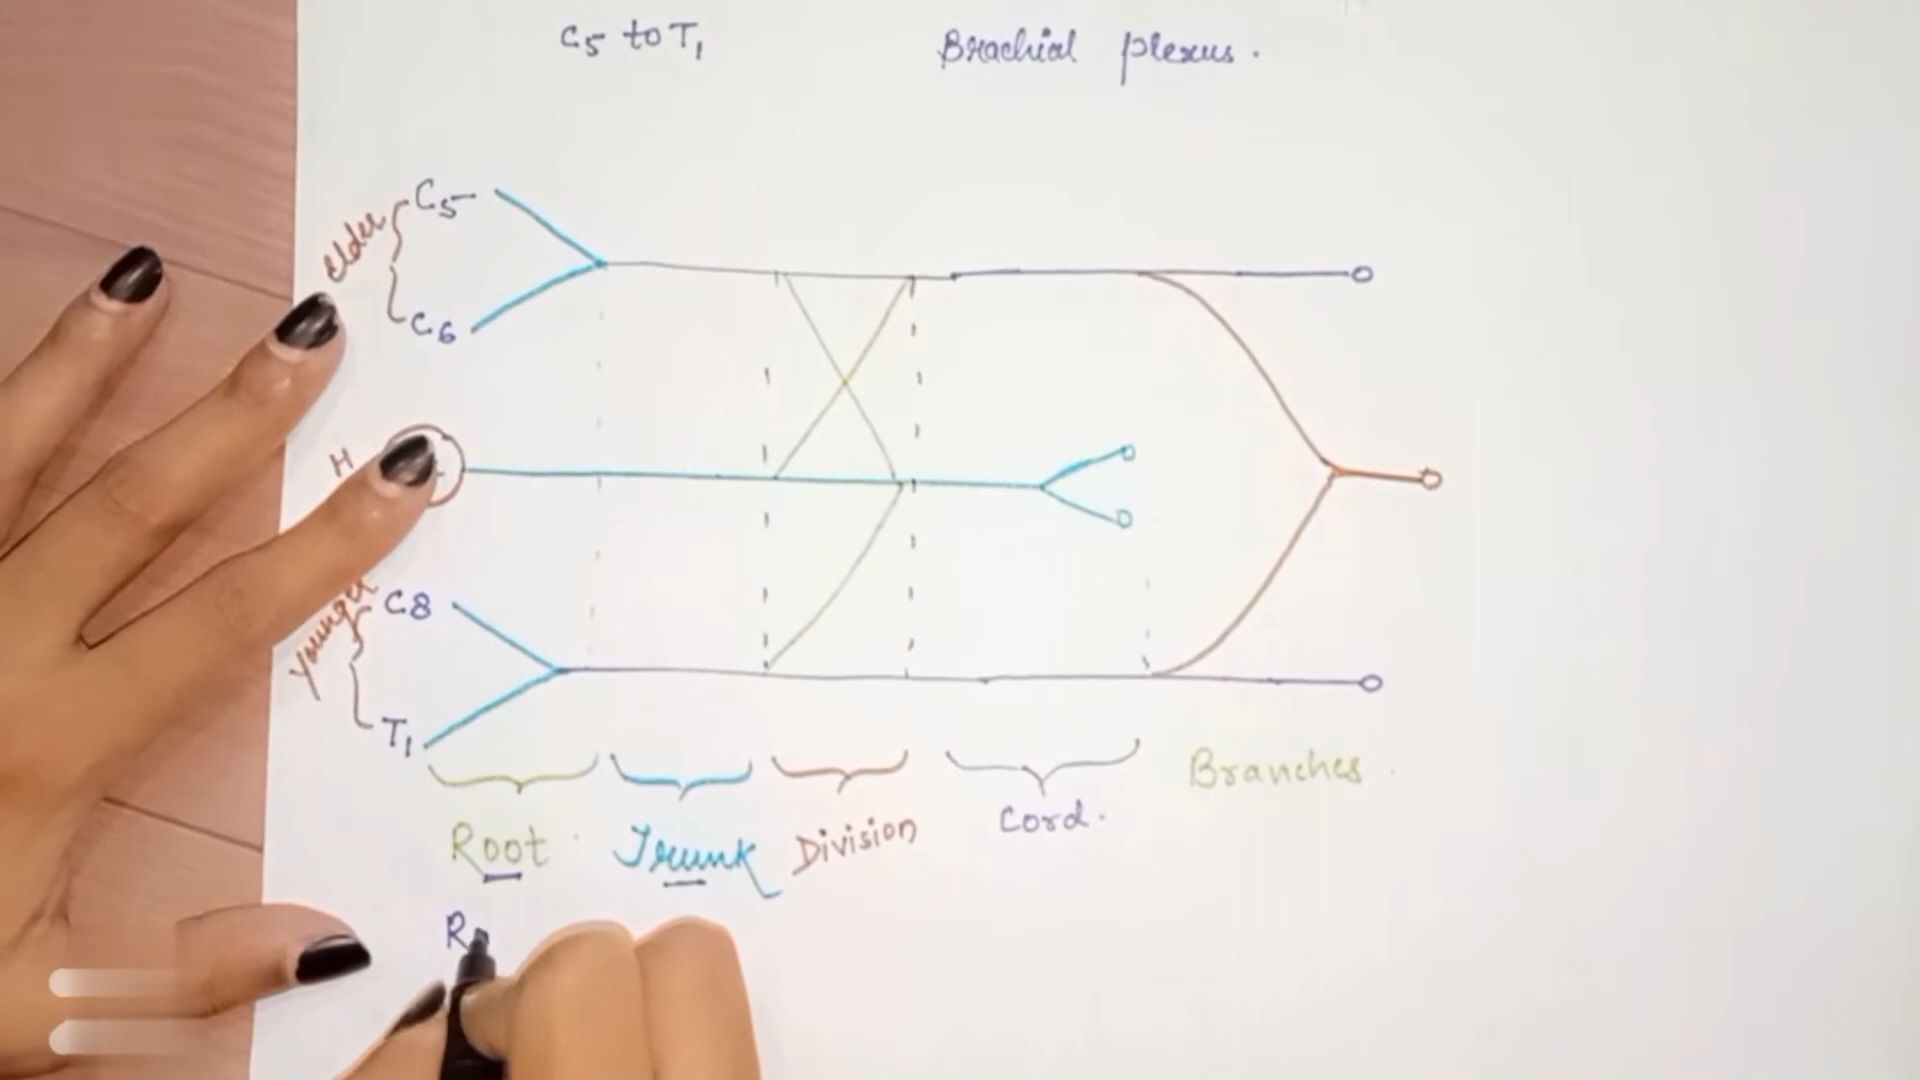 C5 to T1
Brachial plexus.
C5
elder
C6
H
C8
younger
T1
Branches.
Cord.
Root
Trunk
Division
R